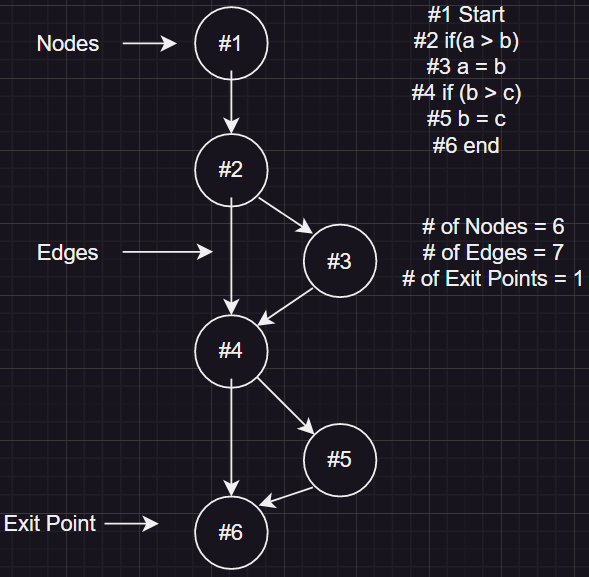 Nodes
#1
#1 Start
#2 if(a > b)
#3 a = b
#4 if (b > c)
#5 b = c
#6 end
#2
# of Nodes = 6
# of Edges = 7
# of Exit Points = 1
Edges
#3
#4
#5
Exit Point
#6